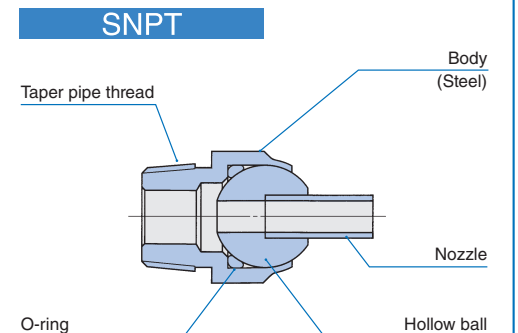 SNPT
Body
(Steel)
Taper pipe thread
Nozzle
O-ring
Hollow ball